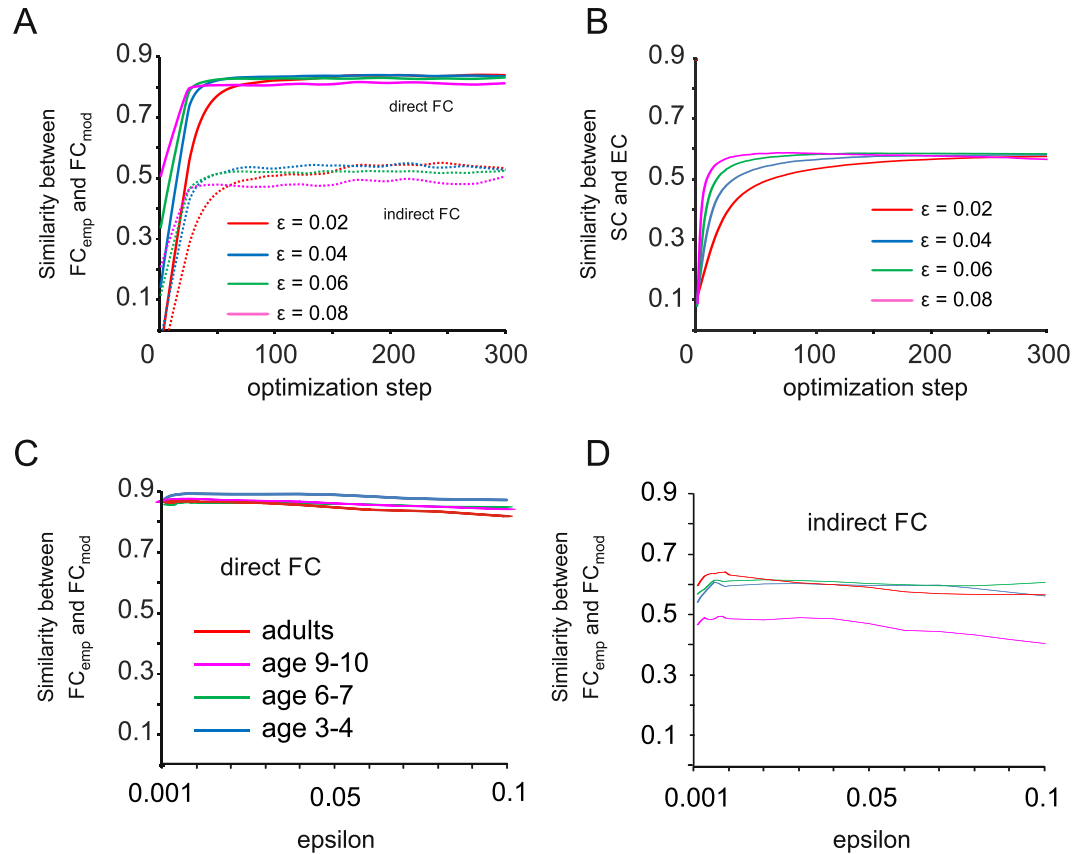 A
Similarity between
FC_emp and FC_mod
0.9
0.7
0.5
0.3
0.1
direct FC
indirect FC
ε = 0.02
ε = 0.04
ε = 0.06
ε = 0.08
0 100 200 300
optimization step
B
Similarity between
SC and EC
0.9
0.7
0.5
0.3
0.1
ε = 0.02
ε = 0.04
ε = 0.06
ε = 0.08
0 100 200 300
optimization step
C
Similarity between
FC_emp and FC_mod
0.9
0.7
0.5
0.3
0.1
direct FC
adults
age 9-10
age 6-7
age 3-4
0.001 0.05 0.1
epsilon
D
Similarity between
FC_emp and FC_mod
0.9
0.7
0.5
0.3
0.1
indirect FC
0.001 0.05 0.1
epsilon